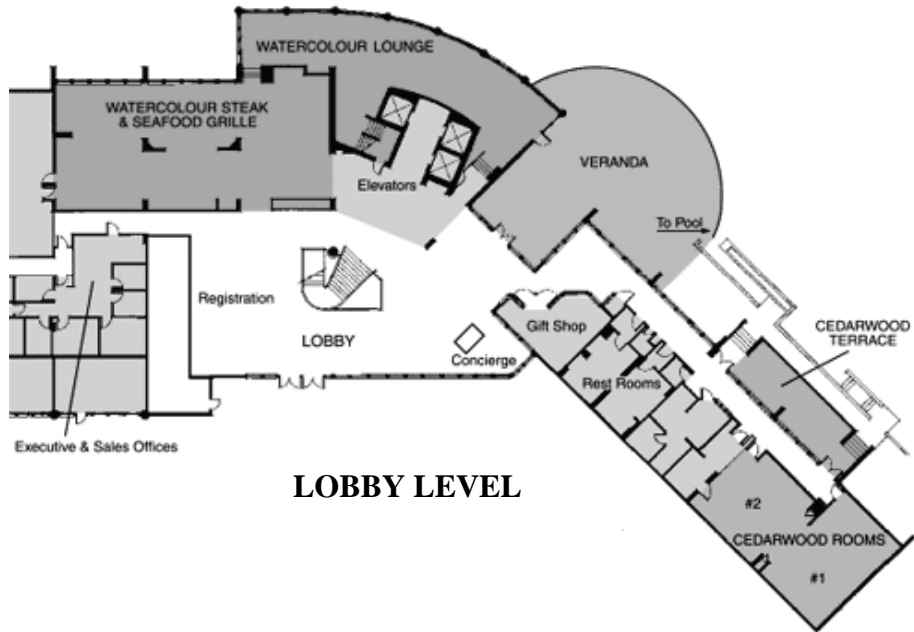 WATERCOLOUR LOUNGE
WATERCOLOUR STEAK
& SEAFOOD GRILLE
VERANDA
Elevators
To Pool
Registration
LOBBY
Gift Shop
Concierge
CEDARWOOD
TERRACE
Rest Rooms
Executive & Sales Offices
LOBBY LEVEL
#2
CEDARWOOD ROOMS
#1